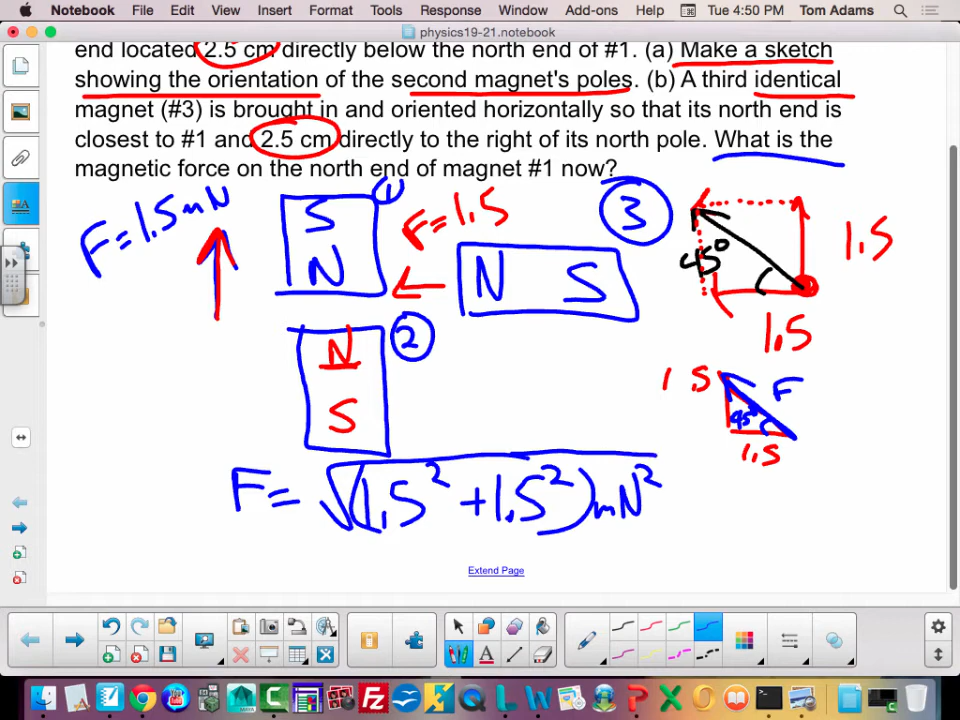 Notebook File Edit View Insert Format Tools Response Window Add-ons Help Tue 4:50 PM Tom Adams
physics19-21.notebook
end located 2.5 cm directly below the north end of #1. (a) Make a sketch
showing the orientation of the second magnet's poles. (b) A third identical
magnet (#3) is brought in and oriented horizontally so that its north end is
closest to #1 and 2.5 cm directly to the right of its north pole. What is the
magnetic force on the north end of magnet #1 now?
F=1.5mN
S
N
1
F=1.5
3
N S
45°
1.5
1.5
N
S
2
1.5
F
45°
1.5
F= √(1.5² + 1.5²)mN²
Extend Page